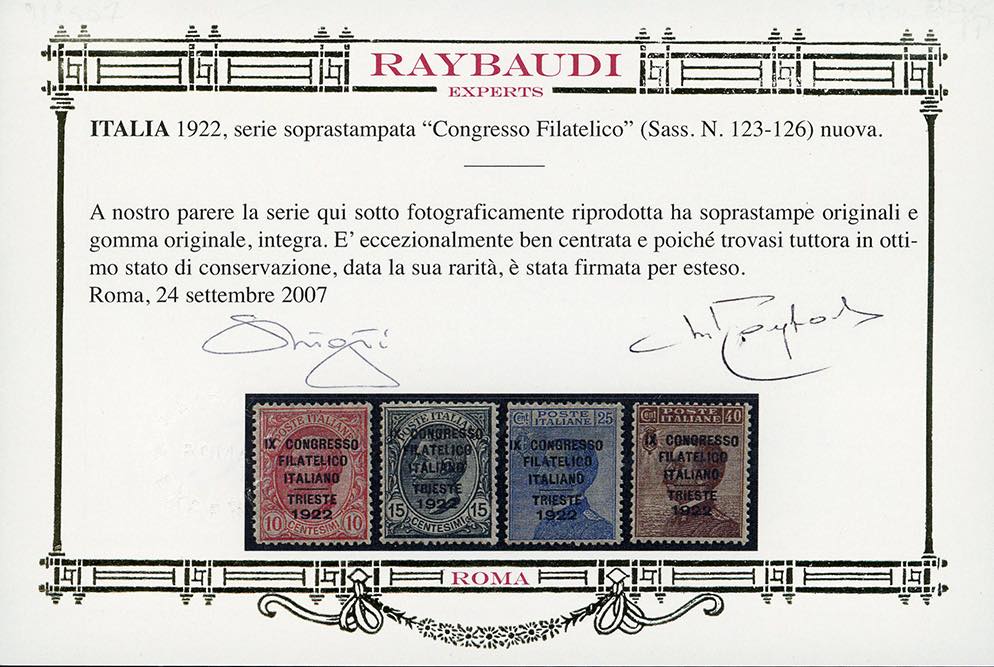 RAYBAUDI
EXPERTS
ITALIA 1922, serie soprastampata “Congresso Filatelico” (Sass. N. 123-126) nuova.
A nostro parere la serie qui sotto fotograficamente riprodotta ha soprastampe originali e
gomma originale, integra. E’ eccezionalmente ben centrata e poiché trovasi tuttora in otti-
mo stato di conservazione, data la sua rarità, è stata firmata per esteso.
Roma, 24 settembre 2007
POSTE ITALIANE
IX CONGRESSO
FILATELICO
ITALIANO
TRIESTE
1922
10 CENTESIMI 10
POSTE ITALIANE
IX CONGRESSO
FILATELICO
ITALIANO
TRIESTE
1922
15 CENTESIMI 15
Cent POSTE 25
ITALIANE
IX CONGRESSO
FILATELICO
ITALIANO
TRIESTE
1922
Cent POSTE 40
ITALIANE
IX CONGRESSO
FILATELICO
ITALIANO
TRIESTE
1922
ROMA